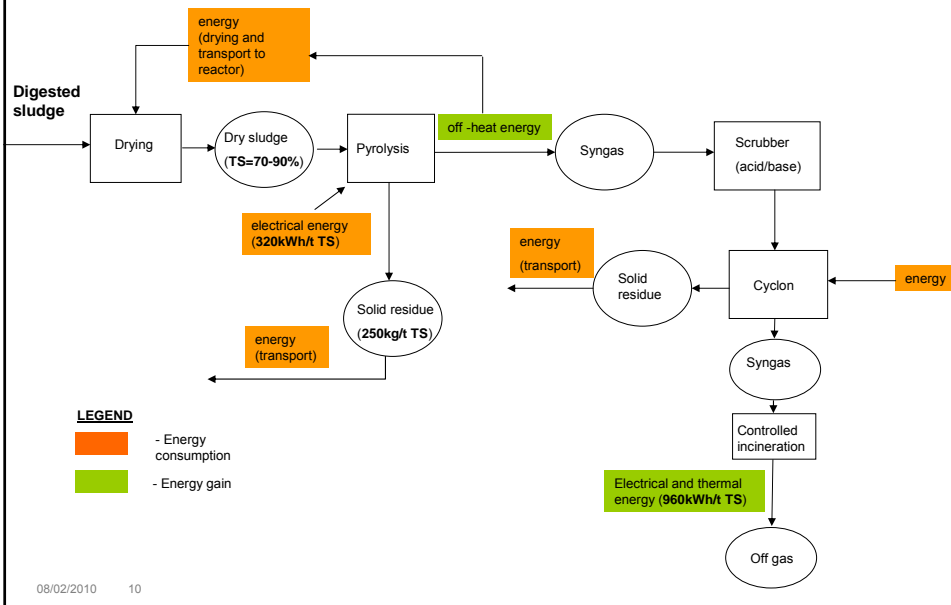 energy
(drying and
transport to
reactor)
Digested
sludge
Drying
Dry sludge
(TS=70-90%)
Pyrolysis
off -heat energy
Syngas
Scrubber
(acid/base)
electrical energy
(320kWh/t TS)
energy
(transport)
Solid
residue
Cyclon
energy
Solid residue
(250kg/t TS)
energy
(transport)
Syngas
LEGEND
- Energy
consumption
- Energy gain
Controlled
incineration
Electrical and thermal
energy (960kWh/t TS)
Off gas
08/02/2010 10